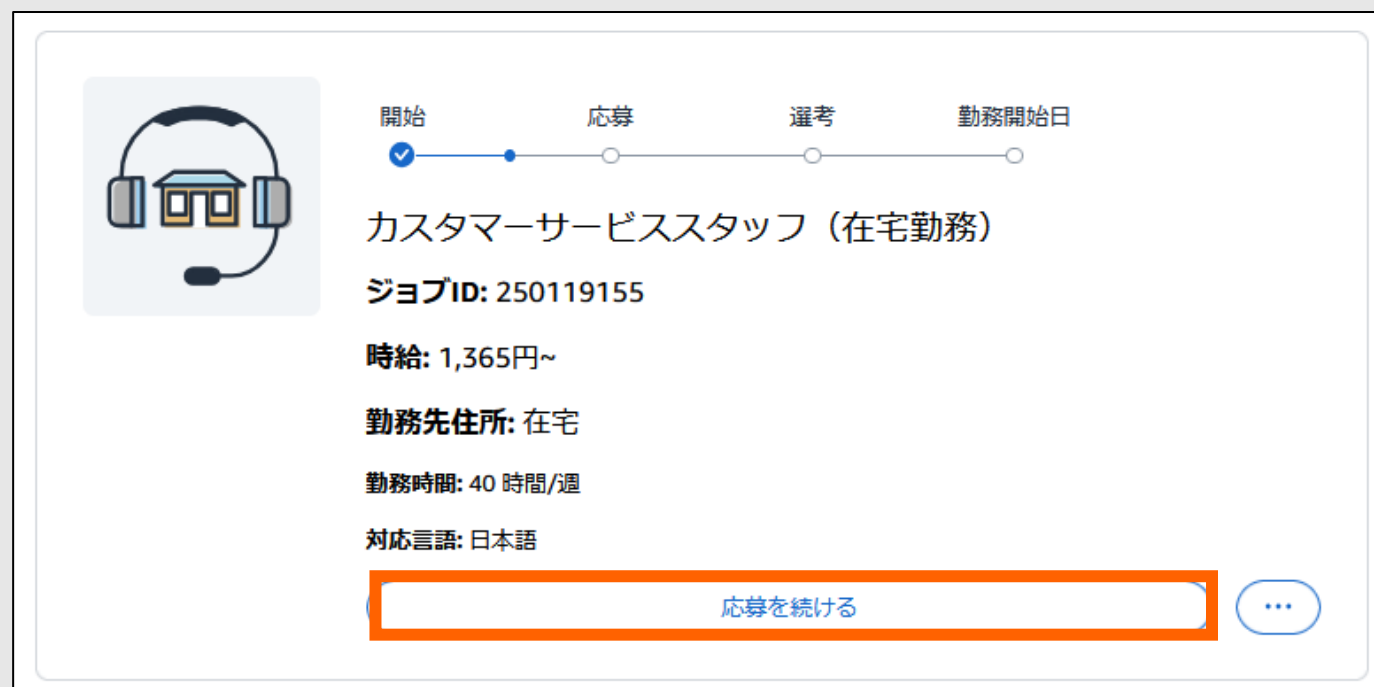 開始 応募 選考 勤務開始日
カスタマーサービススタッフ（在宅勤務）
ジョブID: 250119155
時給: 1,365円~
勤務先住所: 在宅
勤務時間: 40 時間/週
対応言語: 日本語
応募を続ける ...